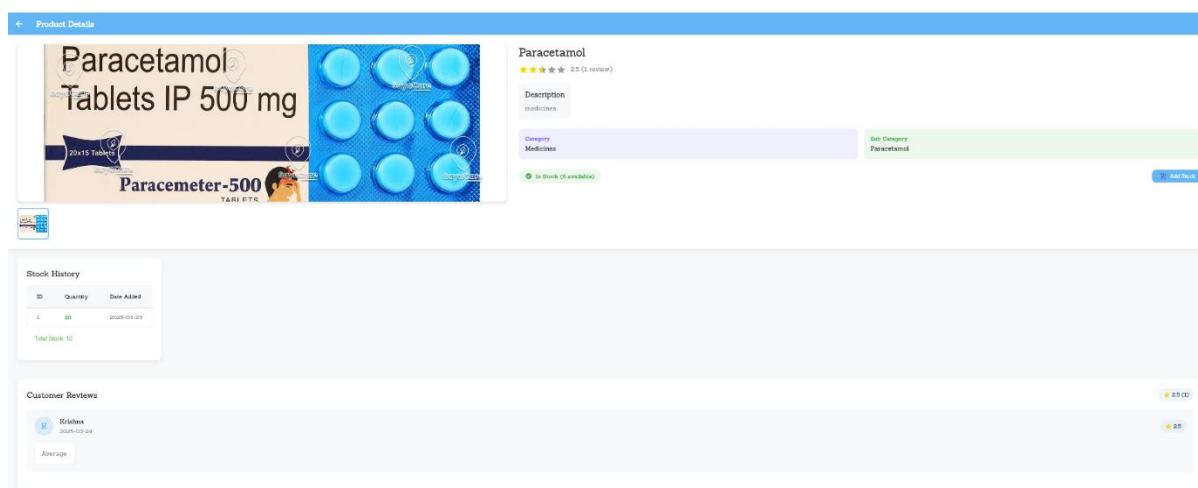 Product Details
Paracetamol
Tablets IP 500 mg
20x15 Tablets
Paracemeter-500
TABLETS
Paracetamol
2.5 (1 review)
Description
medicines
Category
Medicines
Sub Category
Paracetamol
In Stock (6 available)
Add Stock
Stock History
ID Quantity Date Added
1 10 2025-03-23
Total Stock: 10
Customer Reviews
2.5 (1)
K
Krishna
2025-03-24
2.5
Average